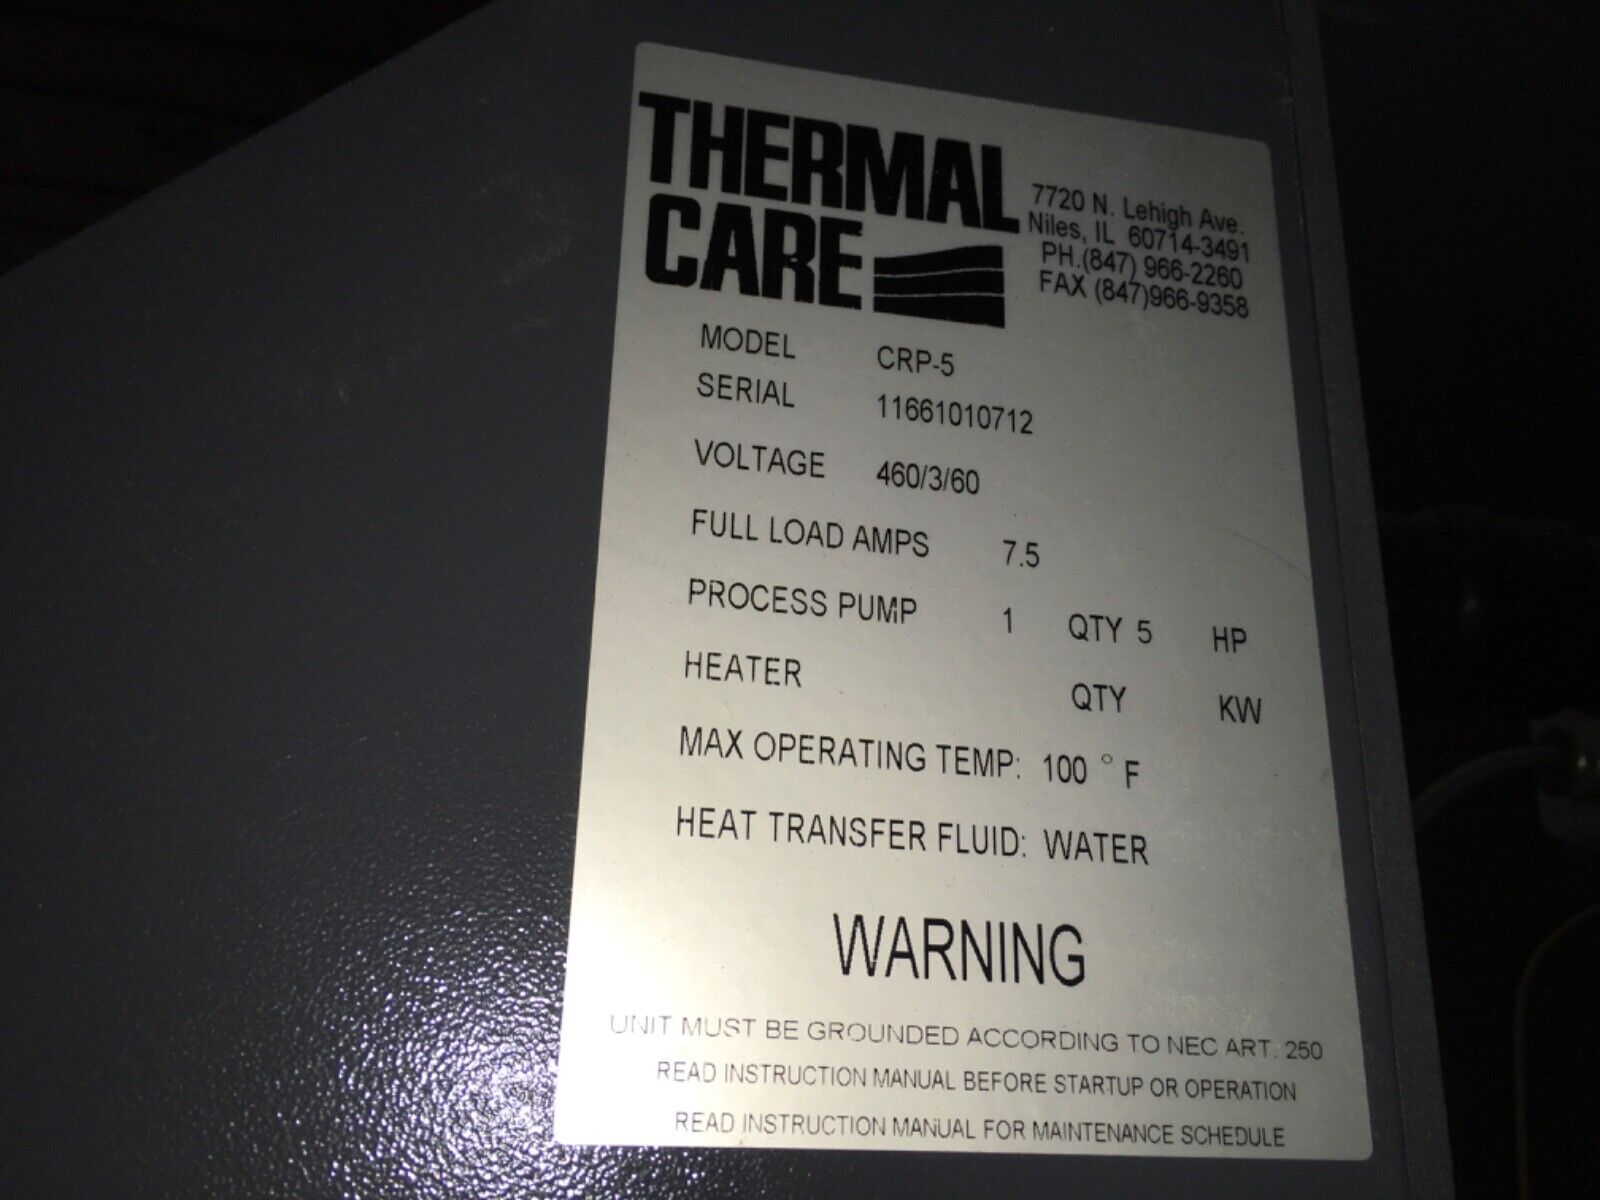 THERMAL
CARE
7720 N. Lehigh Ave.
Niles, IL 60714-3491
PH.(847) 966-2260
FAX (847)966-9358
MODEL CRP-5
SERIAL 11661010712
VOLTAGE 460/3/60
FULL LOAD AMPS 7.5
PROCESS PUMP 1 QTY 5 HP
HEATER QTY KW
MAX OPERATING TEMP: 100 ° F
HEAT TRANSFER FLUID: WATER
WARNING
UNIT MUST BE GROUNDED ACCORDING TO NEC ART. 250
READ INSTRUCTION MANUAL BEFORE STARTUP OR OPERATION
READ INSTRUCTION MANUAL FOR MAINTENANCE SCHEDULE